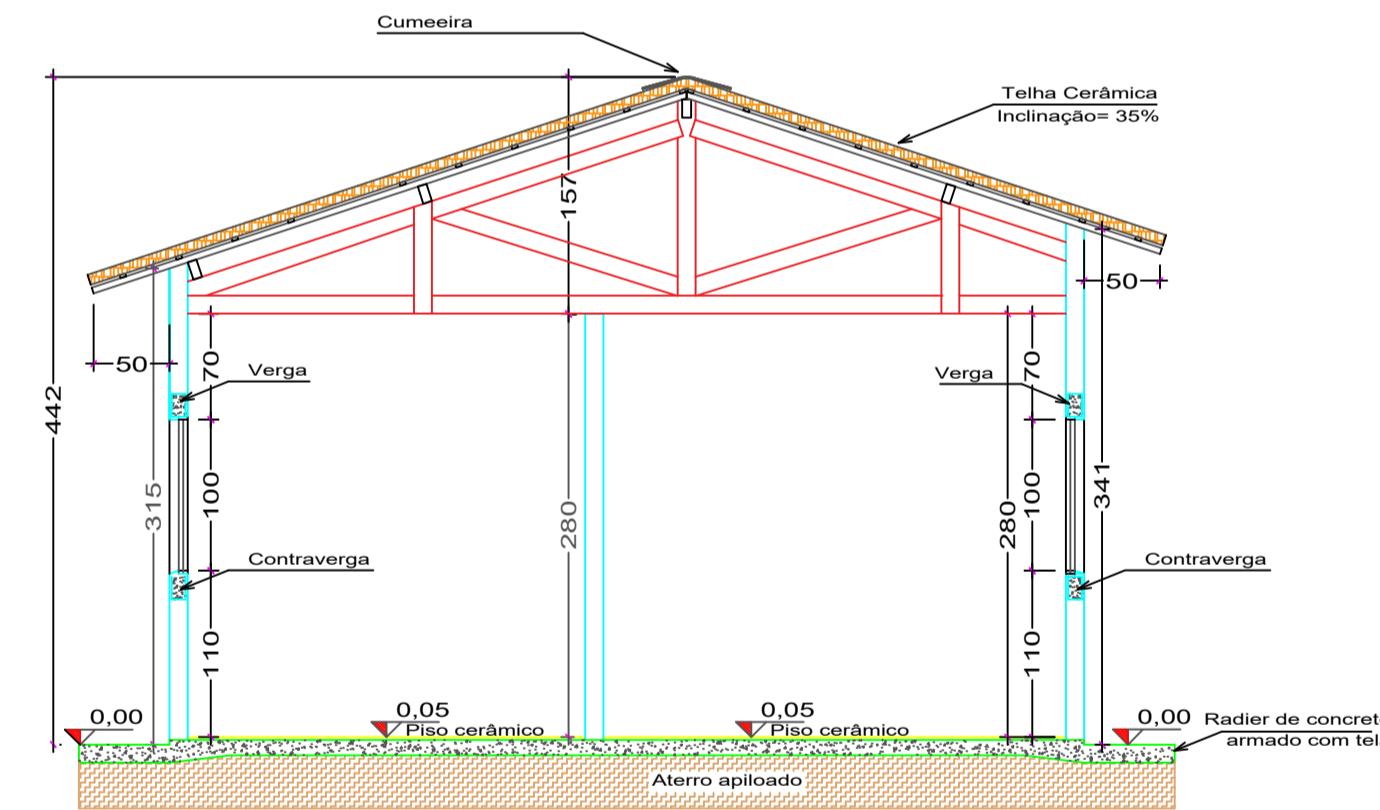 Cumeeira
Telha Cerâmica
Inclinação= 35%
157
50
50
70
Verga
70
Verga
442
315
100
280
280
100
341
Contraverga
Contraverga
110
110
0,00
0,05
Piso cerâmico
0,05
Piso cerâmico
0,00
Radier de concret
armado com tel
Aterro apiloado